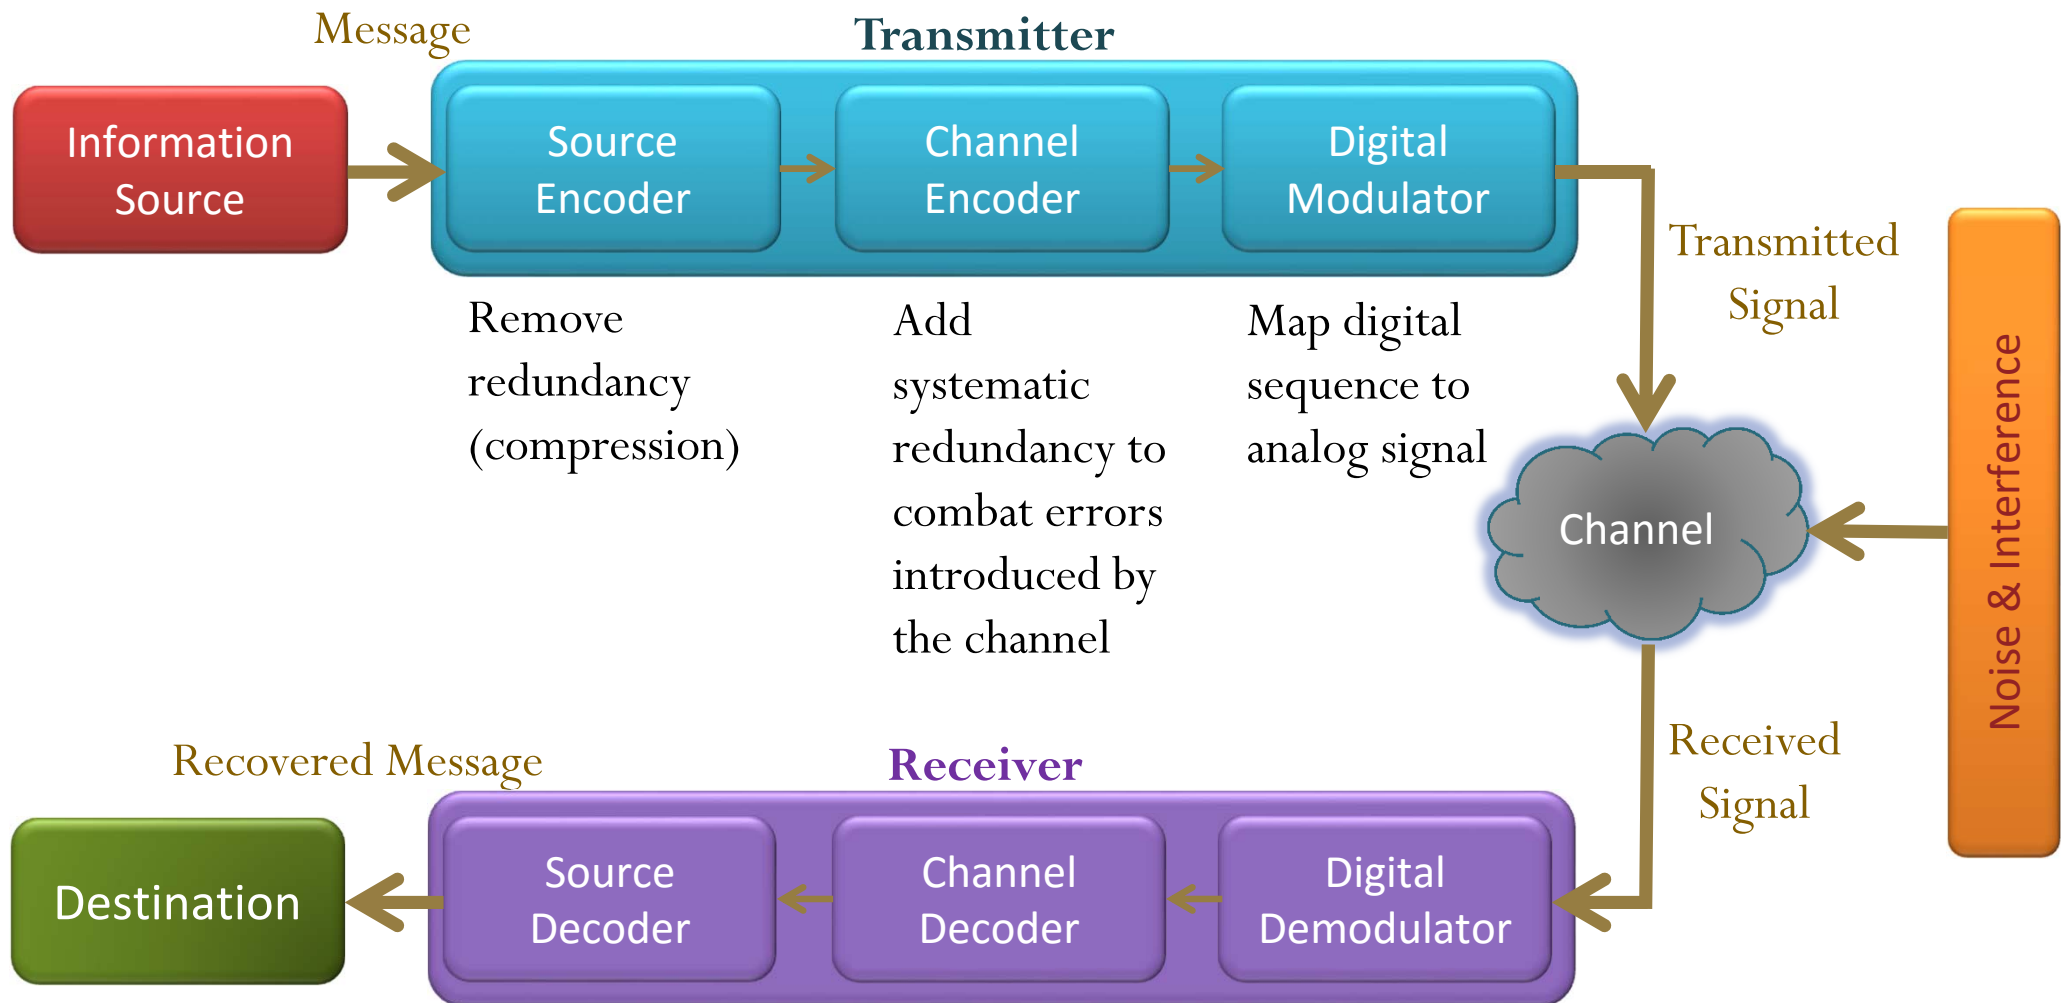 Message
Transmitter
Information
Source
Source
Encoder
Channel
Encoder
Digital
Modulator
Transmitted
Signal
Remove
redundancy
(compression)
Add
systematic
redundancy to
combat errors
introduced by
the channel
Map digital
sequence to
analog signal
Channel
Noise & Interference
Received
Signal
Recovered Message
Receiver
Destination
Source
Decoder
Channel
Decoder
Digital
Demodulator